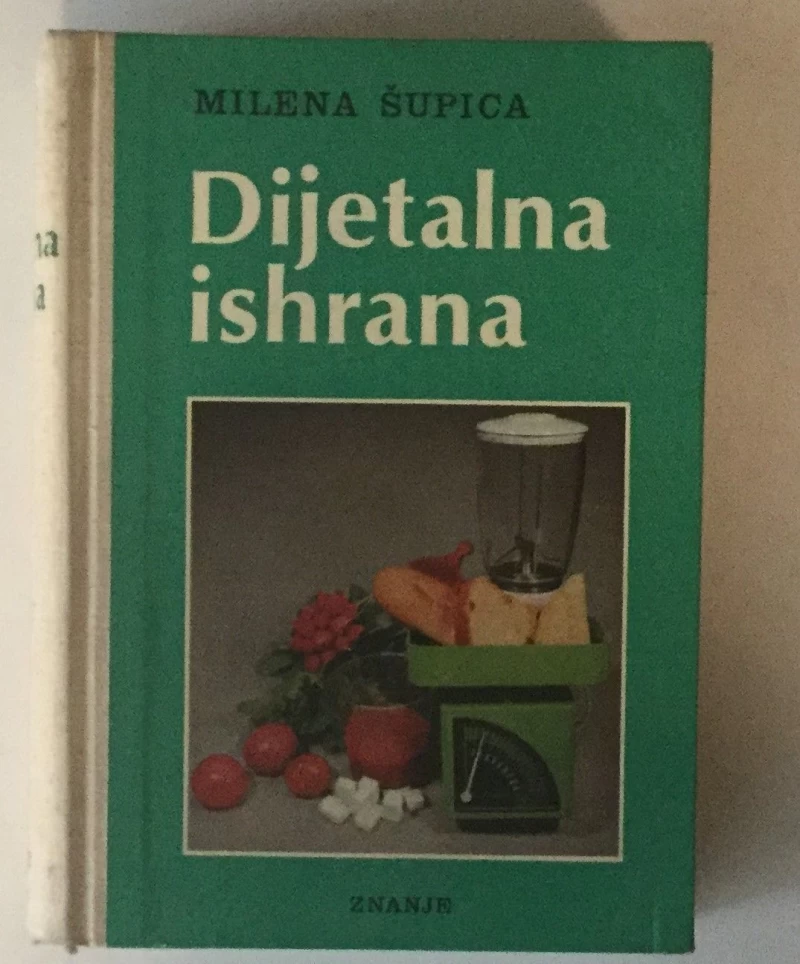 MILENA ŠUPICA
Dijetalna
ishrana
ZNANJE